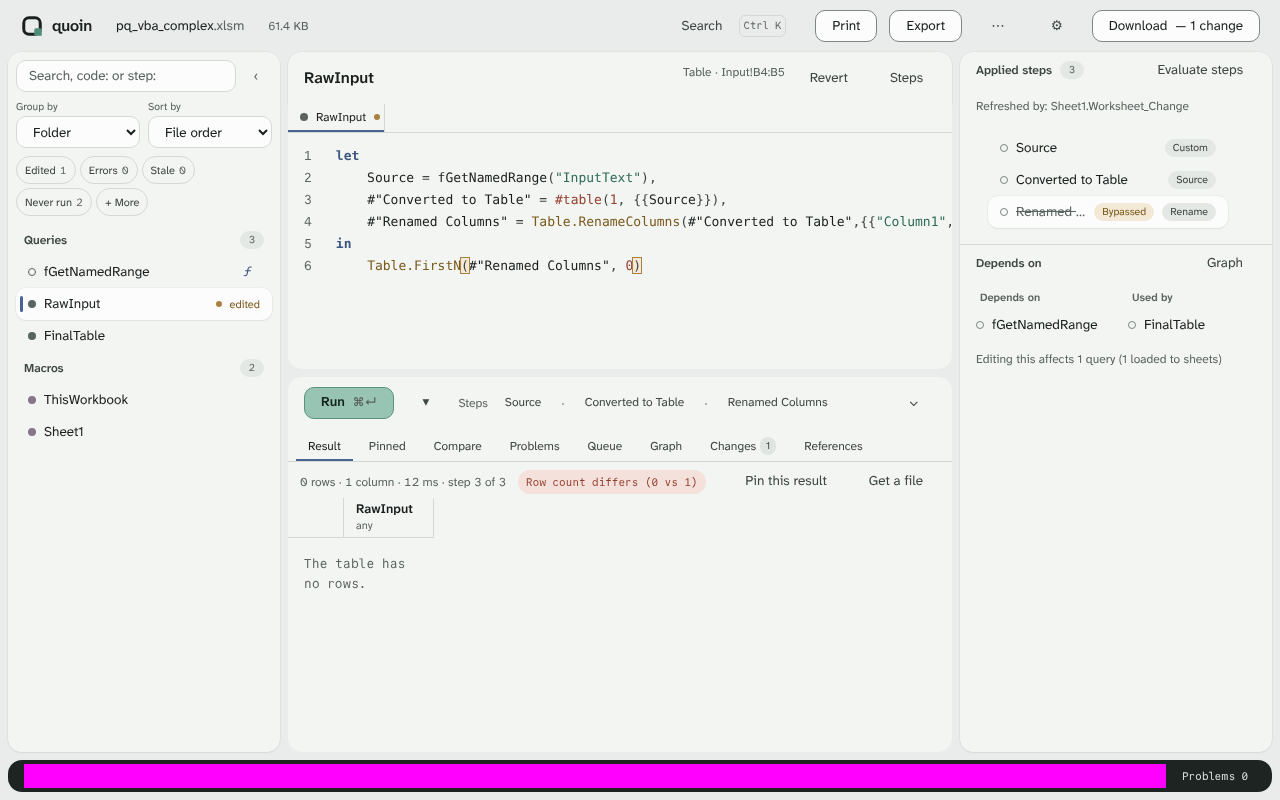 quoin
pq_vba_complex.xlsm
61.4 KB
Search
Ctrl K
Print
Export
⋯
⚙
Download — 1 change
Search, code: or step:
‹
Group by
Sort by
Folder
File order
Edited 1
Errors 0
Stale 0
Never run 2
+ More
Queries
3
fGetNamedRange
ƒ
RawInput
edited
FinalTable
Macros
2
ThisWorkbook
Sheet1
RawInput
Table · Input!B4:B5
Revert
Steps
RawInput
1 let
2 Source = fGetNamedRange("InputText"),
3 #"Converted to Table" = #table(1, {{Source}}),
4 #"Renamed Columns" = Table.RenameColumns(#"Converted to Table",{{"Column1",
5 in
6 Table.FirstN(#"Renamed Columns", 0)
Run ⌘↵
▼
Steps
Source
·
Converted to Table
·
Renamed Columns
Result
Pinned
Compare
Problems
Queue
Graph
Changes 1
References
0 rows · 1 column · 12 ms · step 3 of 3
Row count differs (0 vs 1)
Pin this result
Get a file
RawInput
any
The table has
no rows.
Applied steps
3
Evaluate steps
Refreshed by: Sheet1.Worksheet_Change
Source
Custom
Converted to Table
Source
Renamed ...
Bypassed
Rename
Depends on
Graph
Depends on
Used by
fGetNamedRange
FinalTable
Editing this affects 1 query (1 loaded to sheets)
Problems 0